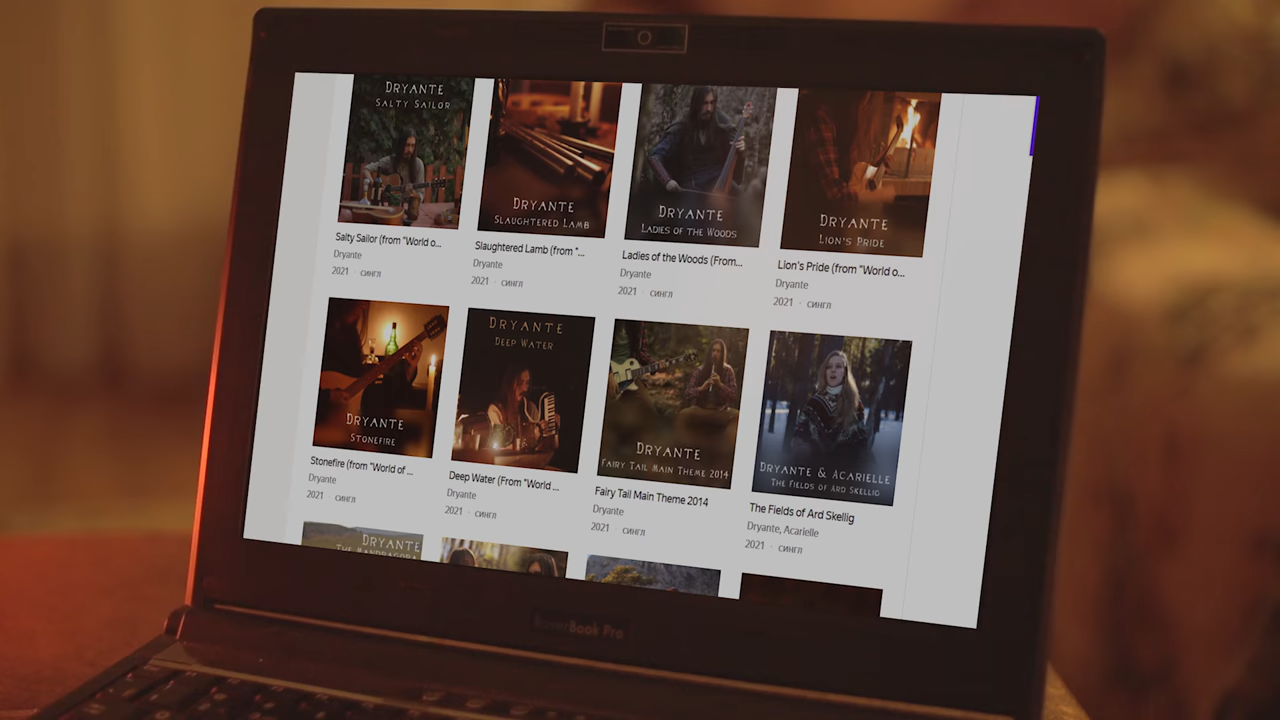 DRYANTE
SALTY SAILOR
DRYANTE
SLAUGHTERED LAMB
DRYANTE
LADIES OF THE WOODS
DRYANTE
LION'S PRIDE
Salty Sailor (from "World o...
Dryante
2021 · сингл
Slaughtered Lamb (from "...
Dryante
2021 · сингл
Ladies of the Woods (From...
Dryante
2021 · сингл
Lion's Pride (from "World o...
Dryante
2021 · сингл
DRYANTE
STONEFIRE
DRYANTE
DEEP WATER
DRYANTE
FAIRY TAIL MAIN THEME 2014
DRYANTE & ACARIELLE
THE FIELDS OF ARD SKELLIG
Stonefire (from "World of ...
Dryante
2021 · сингл
Deep Water (From "World ...
Dryante
2021 · сингл
Fairy Tail Main Theme 2014
Dryante
2021 · сингл
The Fields of Ard Skellig
Dryante, Acarielle
2021 · сингл
DRYANTE
THE MANDRAGORA
RoverBook Pro